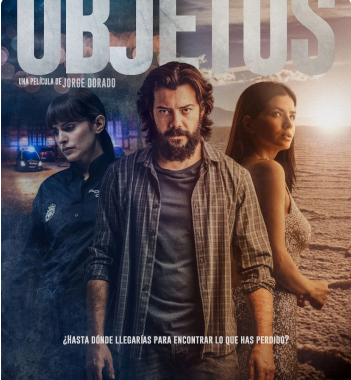 OBJETOS
UNA PELÍCULA DE JORGE DORADO
¿HASTA DÓNDE LLEGARÍAS PARA ENCONTRAR LO QUE HAS PERDIDO?